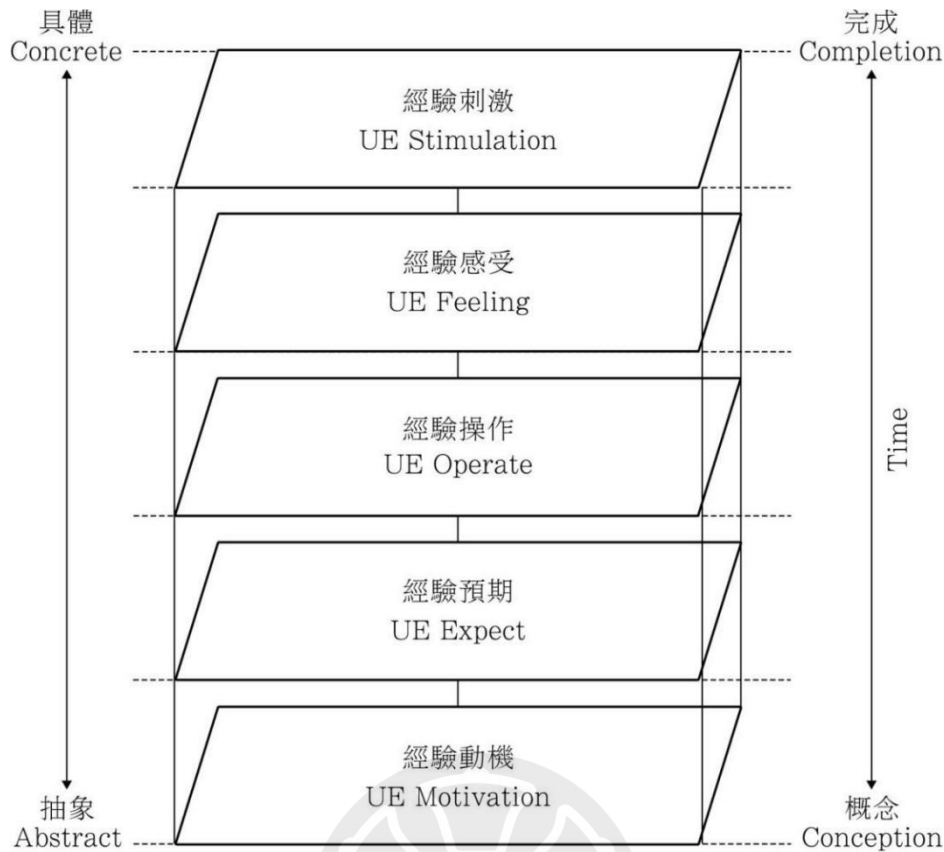 具體
Concrete
完成
Completion
經驗刺激
UE Stimulation
經驗感受
UE Feeling
經驗操作
UE Operate
Time
經驗預期
UE Expect
經驗動機
UE Motivation
抽象
Abstract
概念
Conception